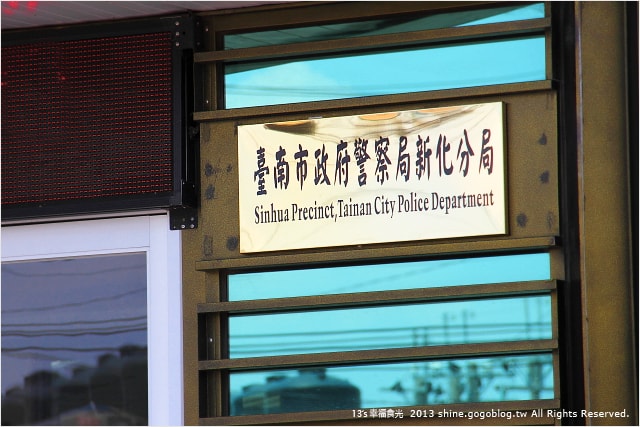 臺南市政府警察局新化分局
Sinhua Precinct,Tainan City Police Department
13's幸福食光 2013 shine.gogoblog.tw All Rights Reserved.